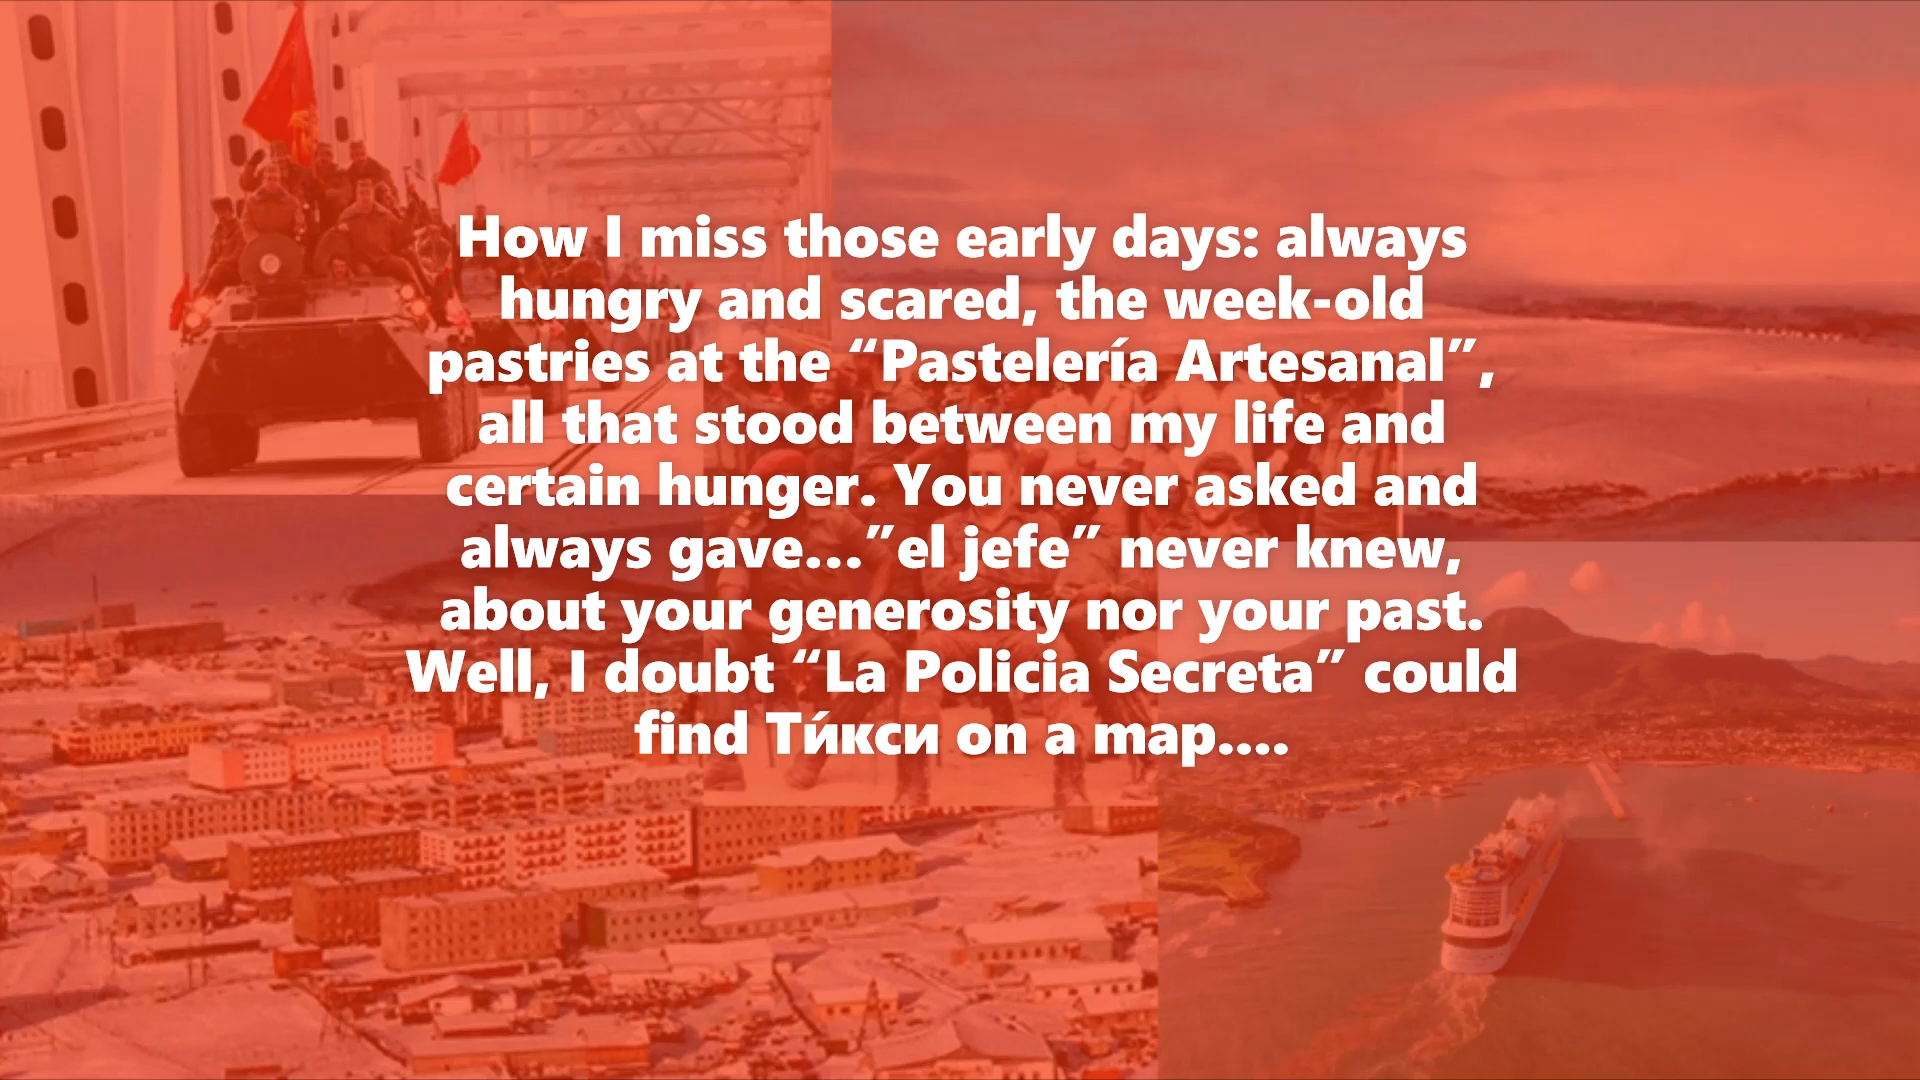 How I miss those early days: always
hungry and scared, the week-old
pastries at the “Pastelería Artesanal”,
all that stood between my life and
certain hunger. You never asked and
always gave...”el jefe” never knew,
about your generosity nor your past.
Well, I doubt “La Policia Secreta” could
find Ти́кси on a map....